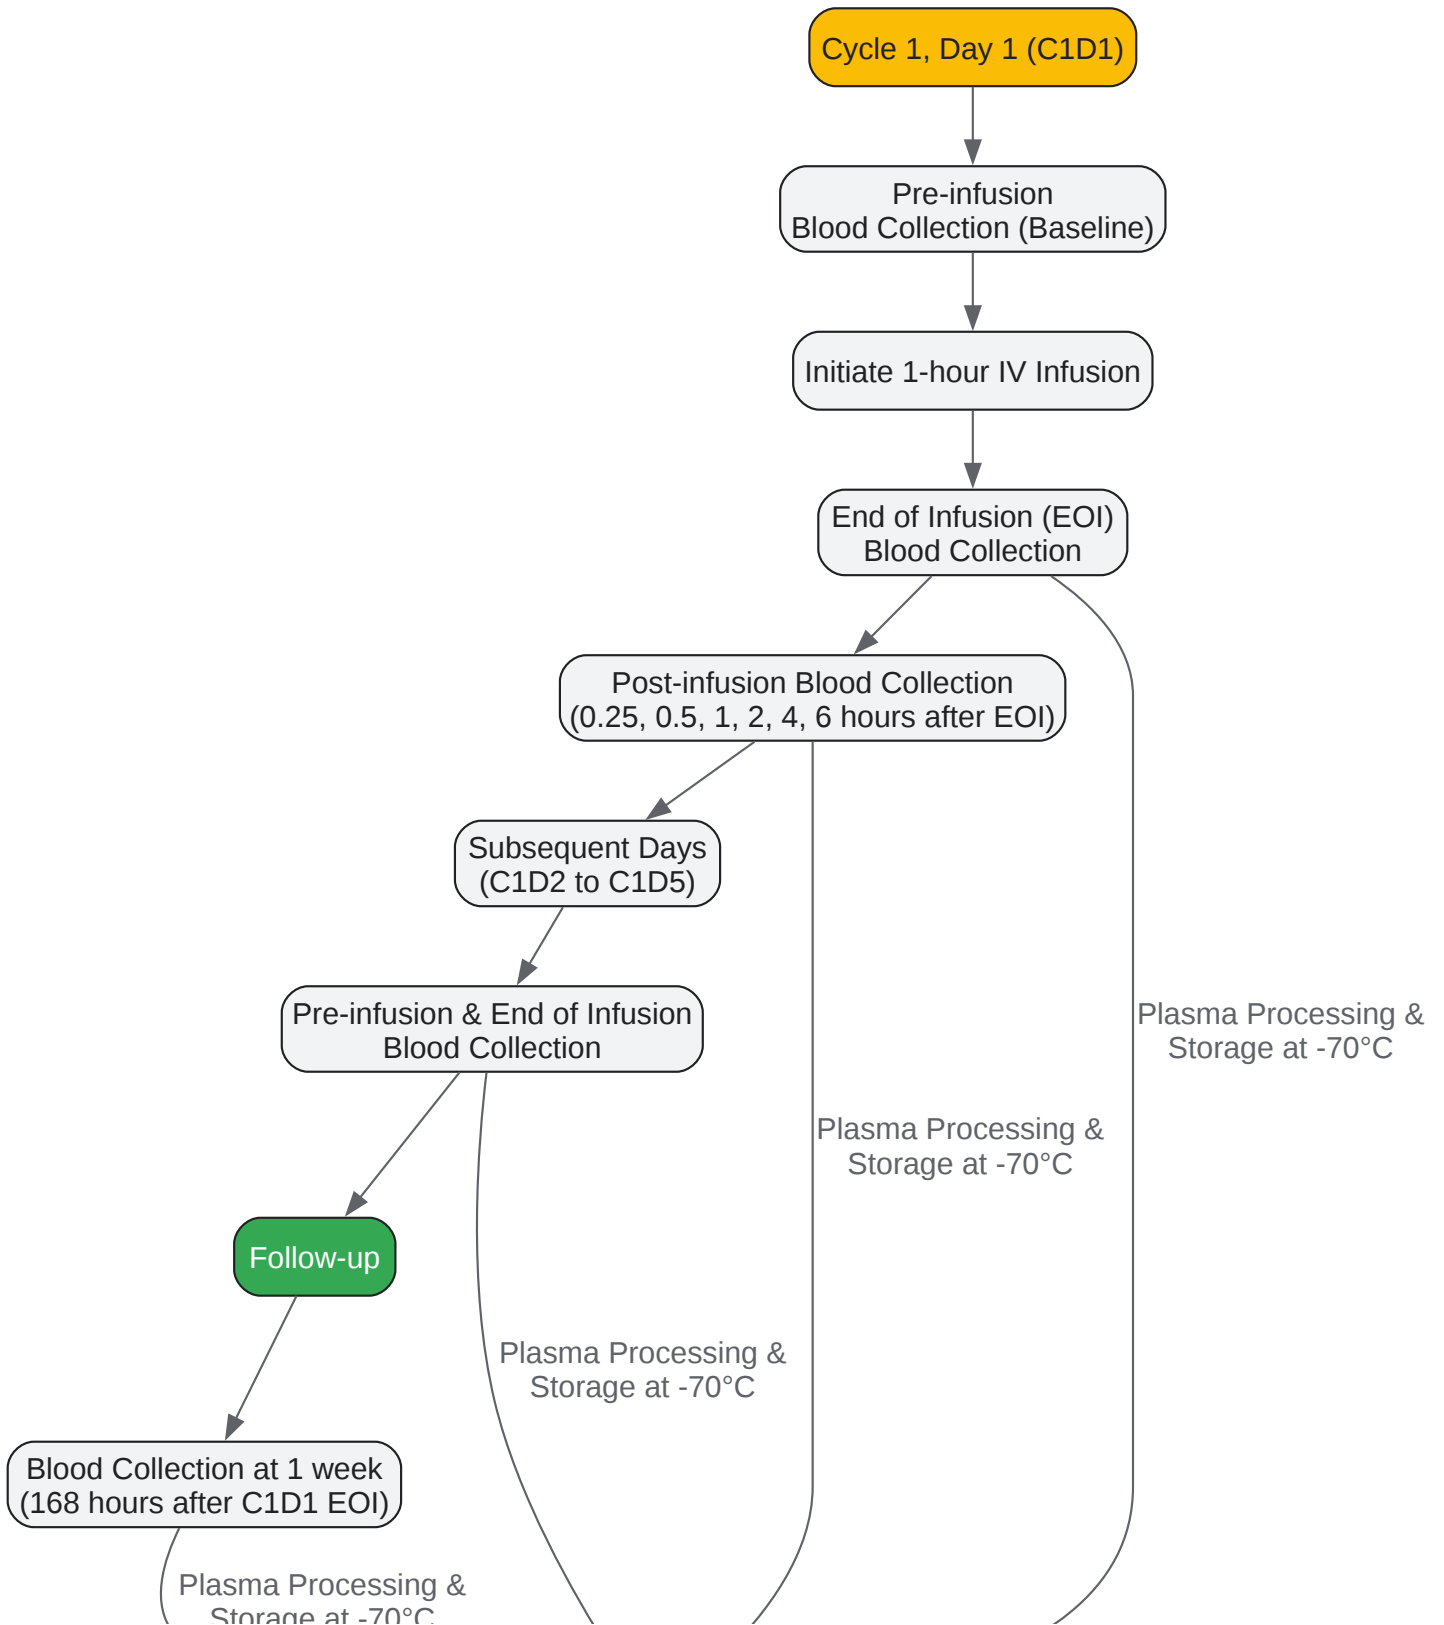 Cycle 1, Day 1 (C1D1)
Pre-infusion
Blood Collection (Baseline)
Initiate 1-hour IV Infusion
End of Infusion (EOI)
Blood Collection
Post-infusion Blood Collection
(0.25, 0.5, 1, 2, 4, 6 hours after EOI)
Subsequent Days
(C1D2 to C1D5)
Pre-infusion & End of Infusion
Blood Collection
Plasma Processing &
Storage at -70°C
Plasma Processing &
Storage at -70°C
Follow-up
Plasma Processing &
Storage at -70°C
Blood Collection at 1 week
(168 hours after C1D1 EOI)
Plasma Processing &
Storage at -70°C